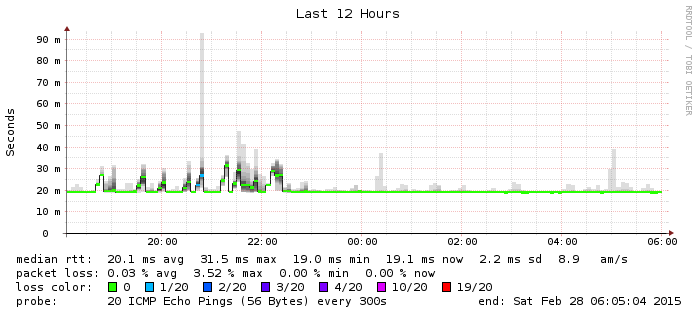 Last 12 Hours
RRDTOOL / TOBI OETIKER
Seconds
90 m
80 m
70 m
60 m
50 m
40 m
30 m
20 m
10 m
0 m
20:00 22:00 00:00 02:00 04:00 06:00
median rtt: 20.1 ms avg 31.5 ms max 19.0 ms min 19.1 ms now 2.2 ms sd 8.9 am/s
packet loss: 0.03 % avg 3.52 % max 0.00 % min 0.00 % now
loss color: 0 1/20 2/20 3/20 4/20 10/20 19/20
probe: 20 ICMP Echo Pings (56 Bytes) every 300s end: Sat Feb 28 06:05:04 2015